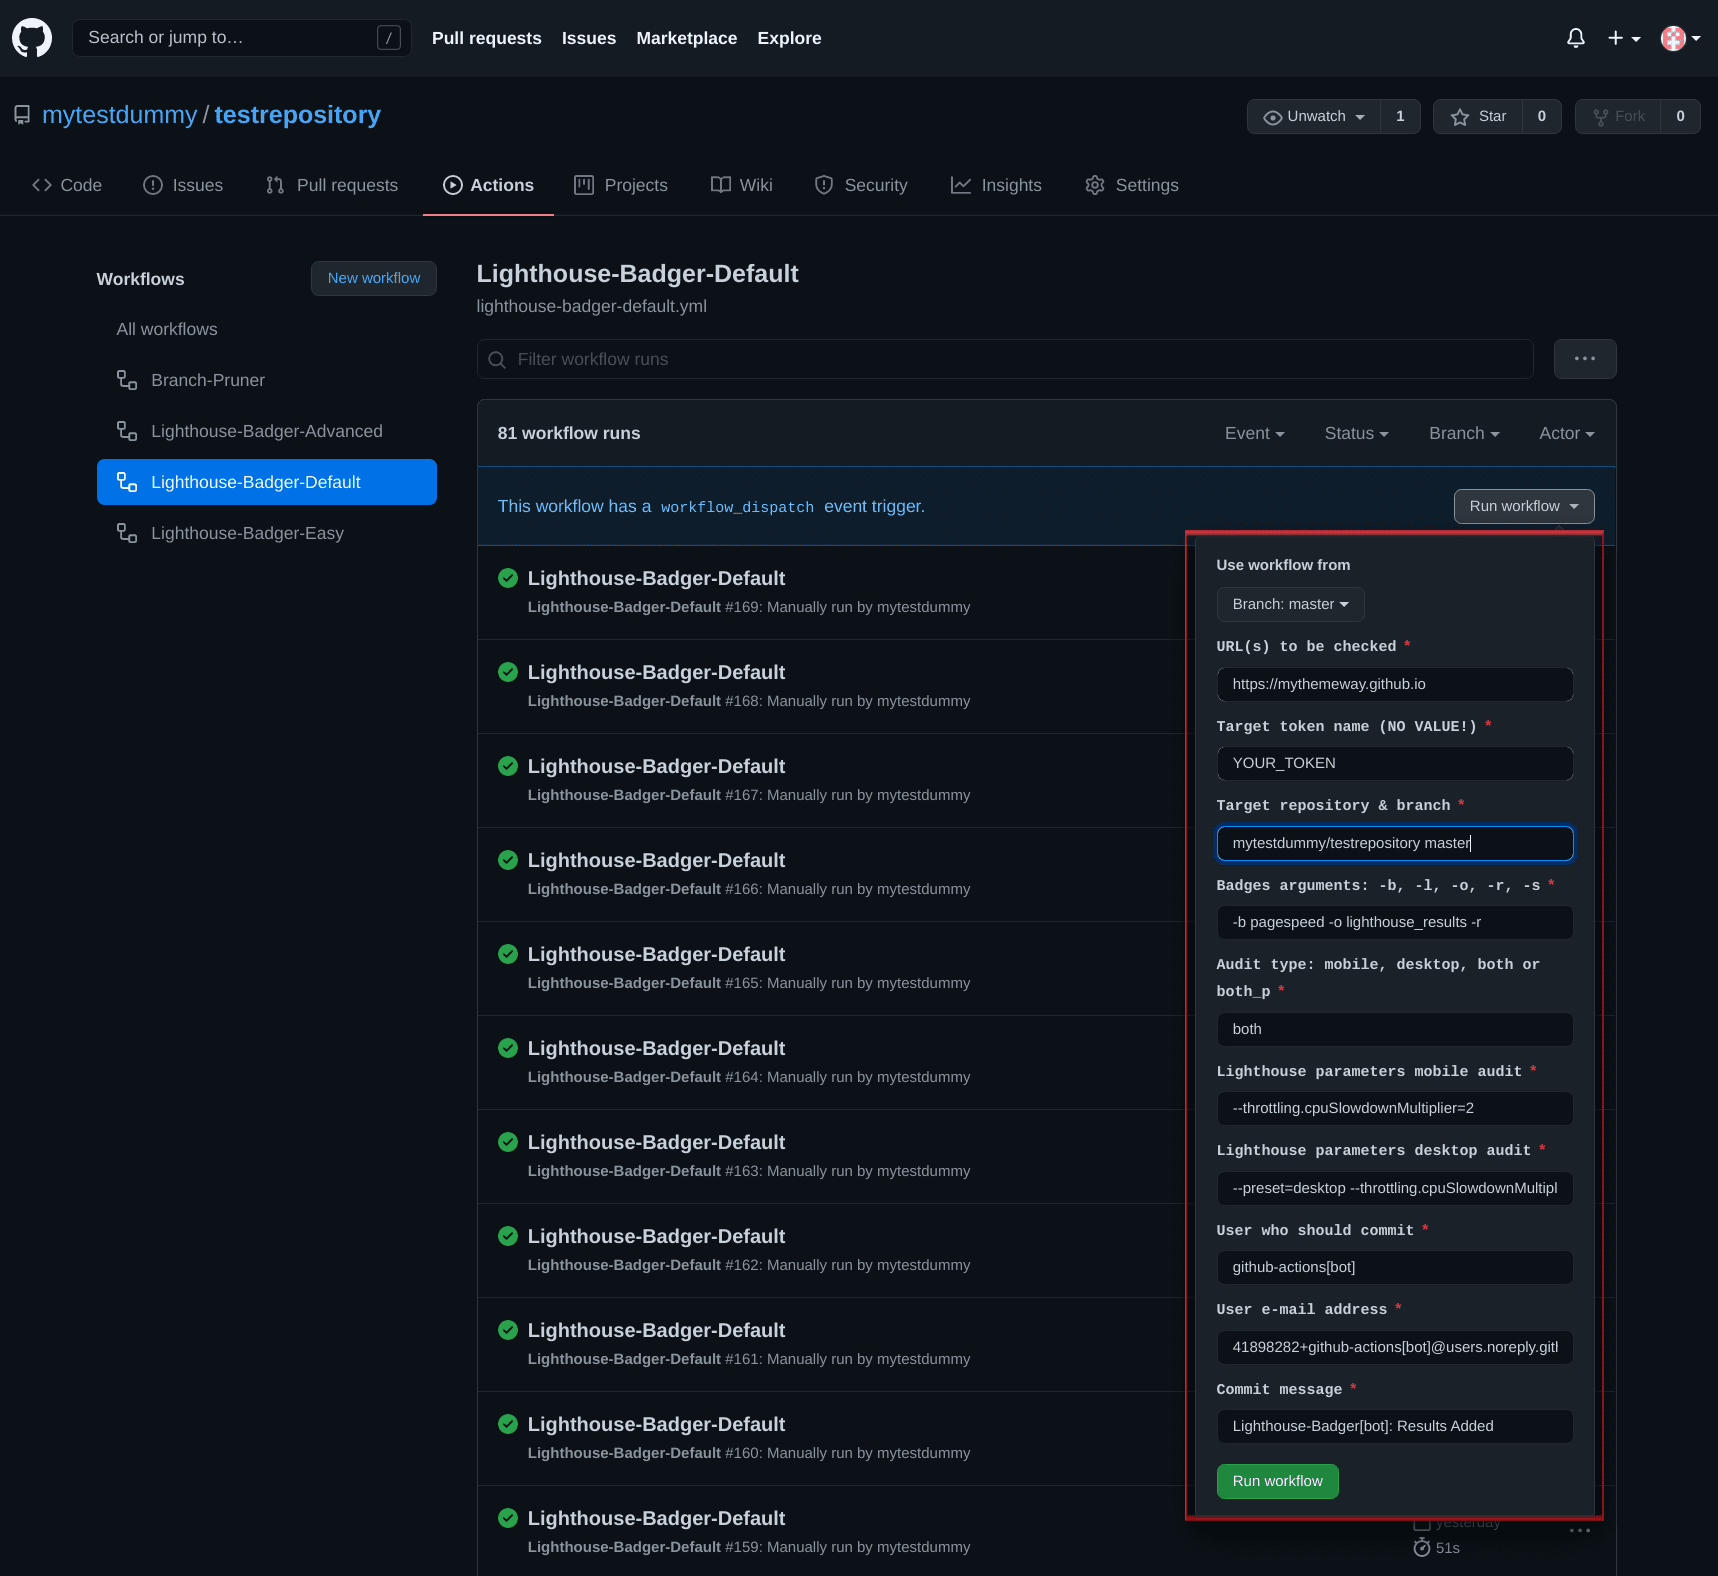 Search or jump to…
/
Pull requests
Issues
Marketplace
Explore
mytestdummy / testrepository
Unwatch 1
Star 0
Fork 0
Code
Issues
Pull requests
Actions
Projects
Wiki
Security
Insights
Settings
Workflows
New workflow
All workflows
Branch-Pruner
Lighthouse-Badger-Advanced
Lighthouse-Badger-Default
Lighthouse-Badger-Easy
Lighthouse-Badger-Default
lighthouse-badger-default.yml
Filter workflow runs
81 workflow runs
Event
Status
Branch
Actor
This workflow has a workflow_dispatch event trigger.
Run workflow
Lighthouse-Badger-Default
Lighthouse-Badger-Default #169: Manually run by mytestdummy
Lighthouse-Badger-Default
Lighthouse-Badger-Default #168: Manually run by mytestdummy
Lighthouse-Badger-Default
Lighthouse-Badger-Default #167: Manually run by mytestdummy
Lighthouse-Badger-Default
Lighthouse-Badger-Default #166: Manually run by mytestdummy
Lighthouse-Badger-Default
Lighthouse-Badger-Default #165: Manually run by mytestdummy
Lighthouse-Badger-Default
Lighthouse-Badger-Default #164: Manually run by mytestdummy
Lighthouse-Badger-Default
Lighthouse-Badger-Default #163: Manually run by mytestdummy
Lighthouse-Badger-Default
Lighthouse-Badger-Default #162: Manually run by mytestdummy
Lighthouse-Badger-Default
Lighthouse-Badger-Default #161: Manually run by mytestdummy
Lighthouse-Badger-Default
Lighthouse-Badger-Default #160: Manually run by mytestdummy
Lighthouse-Badger-Default
Lighthouse-Badger-Default #159: Manually run by mytestdummy
yesterday
51s
Use workflow from
Branch: master
URL(s) to be checked *
https://mythemeway.github.io
Target token name (NO VALUE!) *
YOUR_TOKEN
Target repository & branch *
mytestdummy/testrepository master
Badges arguments: -b, -l, -o, -r, -s *
-b pagespeed -o lighthouse_results -r
Audit type: mobile, desktop, both or
both_p *
both
Lighthouse parameters mobile audit *
--throttling.cpuSlowdownMultiplier=2
Lighthouse parameters desktop audit *
--preset=desktop --throttling.cpuSlowdownMultipl
User who should commit *
github-actions[bot]
User e-mail address *
41898282+github-actions[bot]@users.noreply.gitl
Commit message *
Lighthouse-Badger[bot]: Results Added
Run workflow